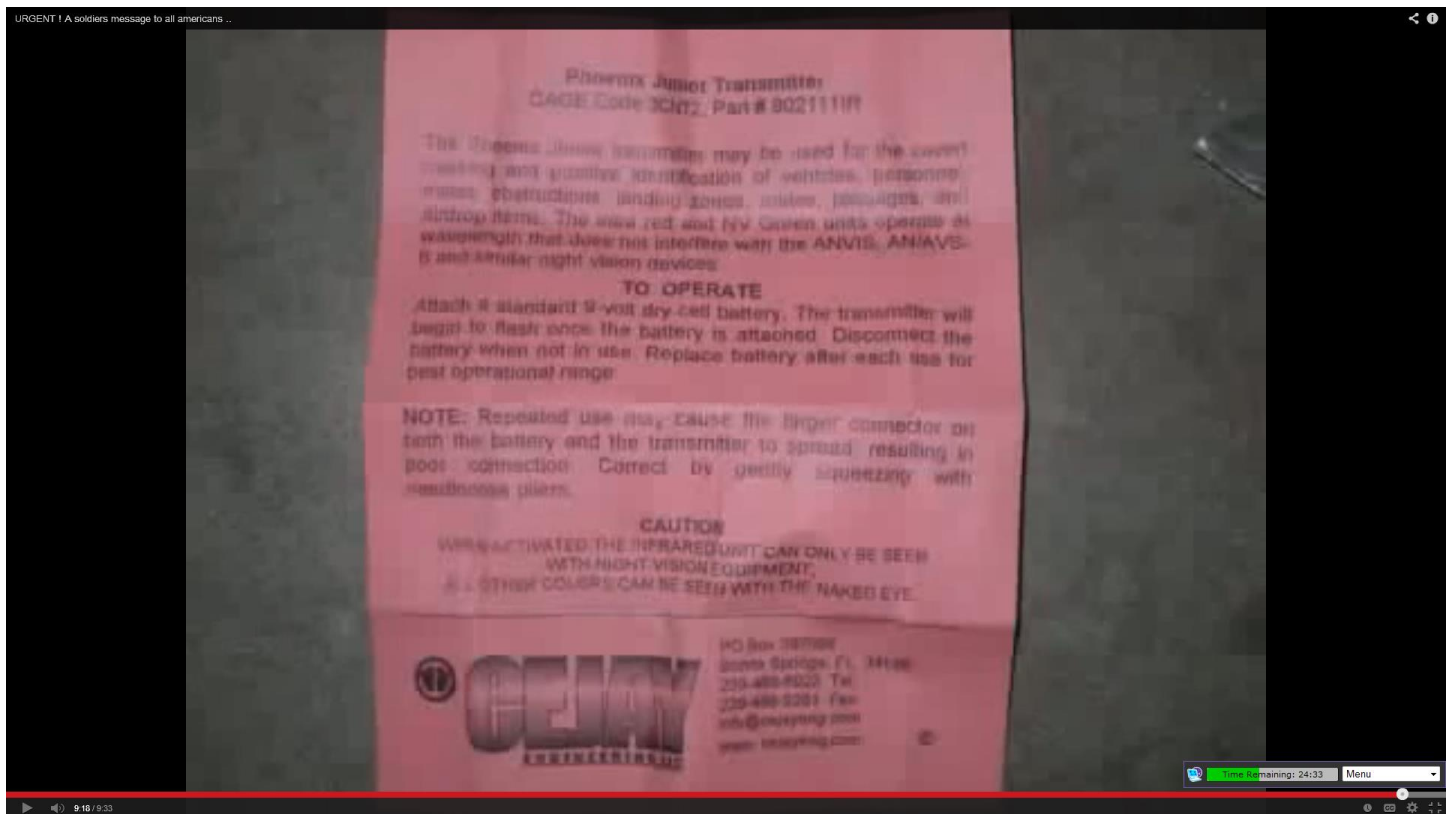 URGENT ! A soldiers message to all americans ..
Phoenix Junior Transmitter
CAGE Code Part #
The Phoenix Junior transmitter may be used for the covert
marking and positive identification of vehicles, personnel,
obstructions, landing zones, and
airdrop items. The infra red and NV Green units operate at
wavelength that does not interfere with the ANVIS, AN/AVS-
6 and similar night vision devices
TO OPERATE
Attach a standard 9-volt dry cell battery. The transmitter will
begin to flash once the battery is attached. Disconnect the
battery when not in use. Replace battery after each use for
best operational range
NOTE: Repeated use may cause the finger connector on
both the battery and the transmitter to spread, resulting in
poor connection. Correct by gently squeezing with
needlenose pliers.
CAUTION
WHEN ACTIVATED THE INFRARED UNIT CAN ONLY BE SEEN
WITH NIGHT VISION EQUIPMENT,
ALL OTHER COLORS CAN BE SEEN WITH THE NAKED EYE.
CEJAY
ENGINEERING
PO Box
Bonita Springs, FL
Tel
Fax
Time Remaining: 24:33
Menu
9:18 / 9:33